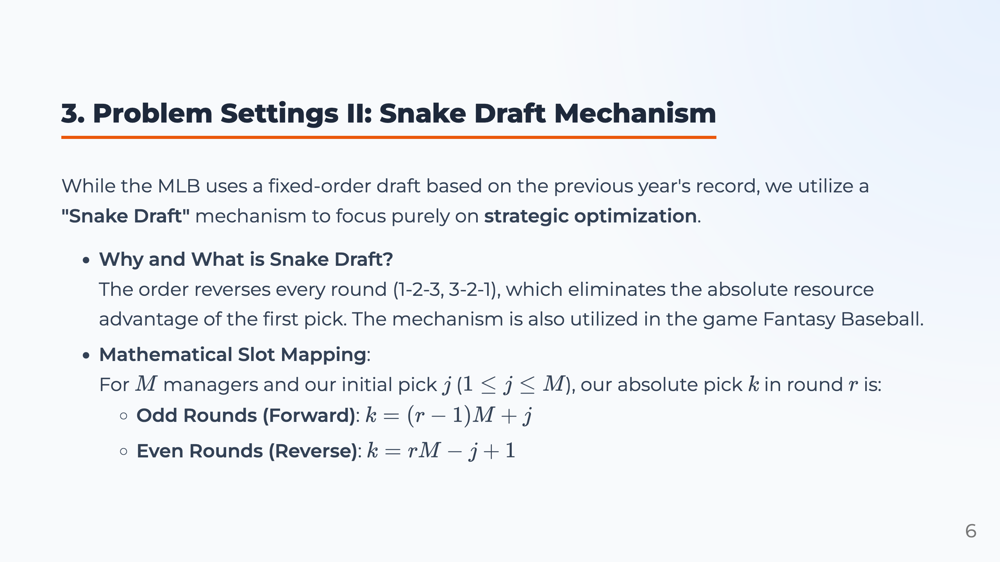 3. Problem Settings II: Snake Draft Mechanism
While the MLB uses a fixed-order draft based on the previous year's record, we utilize a
"Snake Draft" mechanism to focus purely on strategic optimization.
• Why and What is Snake Draft?
The order reverses every round (1-2-3, 3-2-1), which eliminates the absolute resource
advantage of the first pick. The mechanism is also utilized in the game Fantasy Baseball.
• Mathematical Slot Mapping:
For M managers and our initial pick j (1 ≤ j ≤ M), our absolute pick k in round r is:
◦ Odd Rounds (Forward): k = (r − 1)M + j
◦ Even Rounds (Reverse): k = rM − j + 1
6